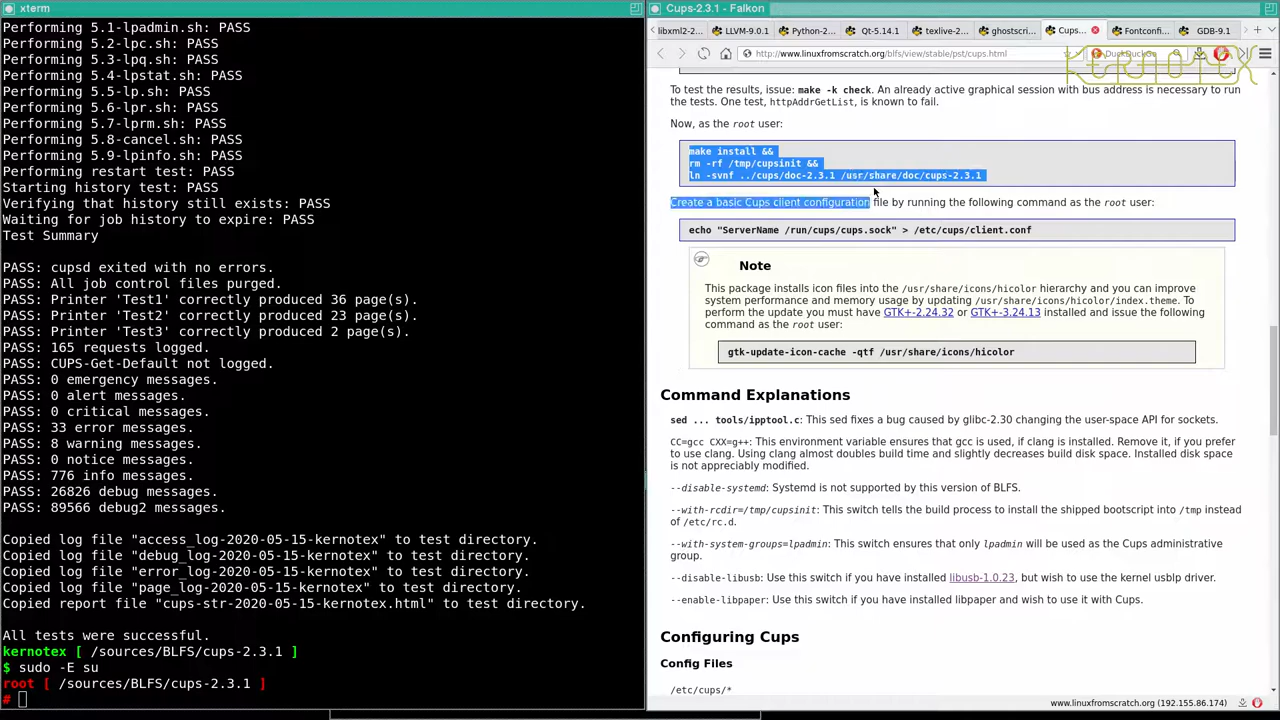 xterm
Performing 5.1-lpadmin.sh: PASS
Performing 5.2-lpc.sh: PASS
Performing 5.3-lpq.sh: PASS
Performing 5.4-lpstat.sh: PASS
Performing 5.5-lp.sh: PASS
Performing 5.6-lpr.sh: PASS
Performing 5.7-lprm.sh: PASS
Performing 5.8-cancel.sh: PASS
Performing 5.9-lpinfo.sh: PASS
Performing restart test: PASS
Starting history test: PASS
Verifying that history still exists: PASS
Waiting for job history to expire: PASS
Test Summary
PASS: cupsd exited with no errors.
PASS: All job control files purged.
PASS: Printer 'Test1' correctly produced 36 page(s).
PASS: Printer 'Test2' correctly produced 23 page(s).
PASS: Printer 'Test3' correctly produced 2 page(s).
PASS: 165 requests logged.
PASS: CUPS-Get-Default not logged.
PASS: 0 emergency messages.
PASS: 0 alert messages.
PASS: 0 critical messages.
PASS: 33 error messages.
PASS: 8 warning messages.
PASS: 0 notice messages.
PASS: 776 info messages.
PASS: 26826 debug messages.
PASS: 89566 debug2 messages.
Copied log file "access_log-2020-05-15-kernotex" to test directory.
Copied log file "debug_log-2020-05-15-kernotex" to test directory.
Copied log file "error_log-2020-05-15-kernotex" to test directory.
Copied log file "page_log-2020-05-15-kernotex" to test directory.
Copied report file "cups-str-2020-05-15-kernotex.html" to test directory.
All tests were successful.
kernotex [ /sources/BLFS/cups-2.3.1 ]
$ sudo -E su
root [ /sources/BLFS/cups-2.3.1 ]
#
Cups-2.3.1 - Falkon
libxml2-2...
LLVM-9.0.1
Python-2...
Qt-5.14.1
texlive-2...
ghostscri...
Cups...
Fontconfi...
GDB-9.1
http://www.linuxfromscratch.org/blfs/view/stable/pst/cups.html
DuckDuckGo
KERNOTEX
To test the results, issue: make -k check. An already active graphical session with bus address is necessary to run
the tests. One test, httpAddrGetList, is known to fail.
Now, as the root user:
make install &&
rm -rf /tmp/cupsinit &&
ln -svnf ../cups/doc-2.3.1 /usr/share/doc/cups-2.3.1
Create a basic Cups client configuration file by running the following command as the root user:
echo "ServerName /run/cups/cups.sock" > /etc/cups/client.conf
Note
This package installs icon files into the /usr/share/icons/hicolor hierarchy and you can improve
system performance and memory usage by updating /usr/share/icons/hicolor/index.theme. To
perform the update you must have GTK+-2.24.32 or GTK+-3.24.13 installed and issue the following
command as the root user:
gtk-update-icon-cache -qtf /usr/share/icons/hicolor
Command Explanations
sed ... tools/ipptool.c: This sed fixes a bug caused by glibc-2.30 changing the user-space API for sockets.
CC=gcc CXX=g++: This environment variable ensures that gcc is used, if clang is installed. Remove it, if you prefer
to use clang. Using clang almost doubles build time and slightly decreases build disk space. Installed disk space
is not appreciably modified.
--disable-systemd: Systemd is not supported by this version of BLFS.
--with-rcdir=/tmp/cupsinit: This switch tells the build process to install the shipped bootscript into /tmp instead
of /etc/rc.d.
--with-system-groups=lpadmin: This switch ensures that only lpadmin will be used as the Cups administrative
group.
--disable-libusb: Use this switch if you have installed libusb-1.0.23, but wish to use the kernel usblp driver.
--enable-libpaper: Use this switch if you have installed libpaper and wish to use it with Cups.
Configuring Cups
Config Files
/etc/cups/*
www.linuxfromscratch.org (192.155.86.174)